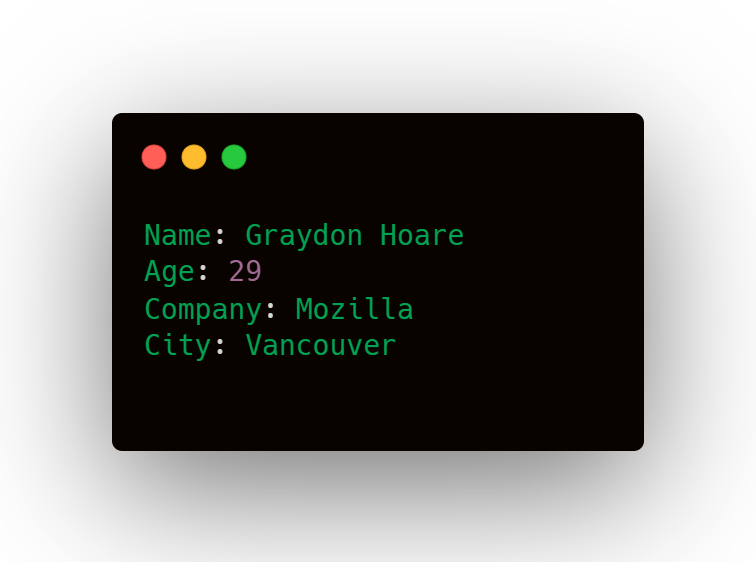 Name: Graydon Hoare
Age: 29
Company: Mozilla
City: Vancouver